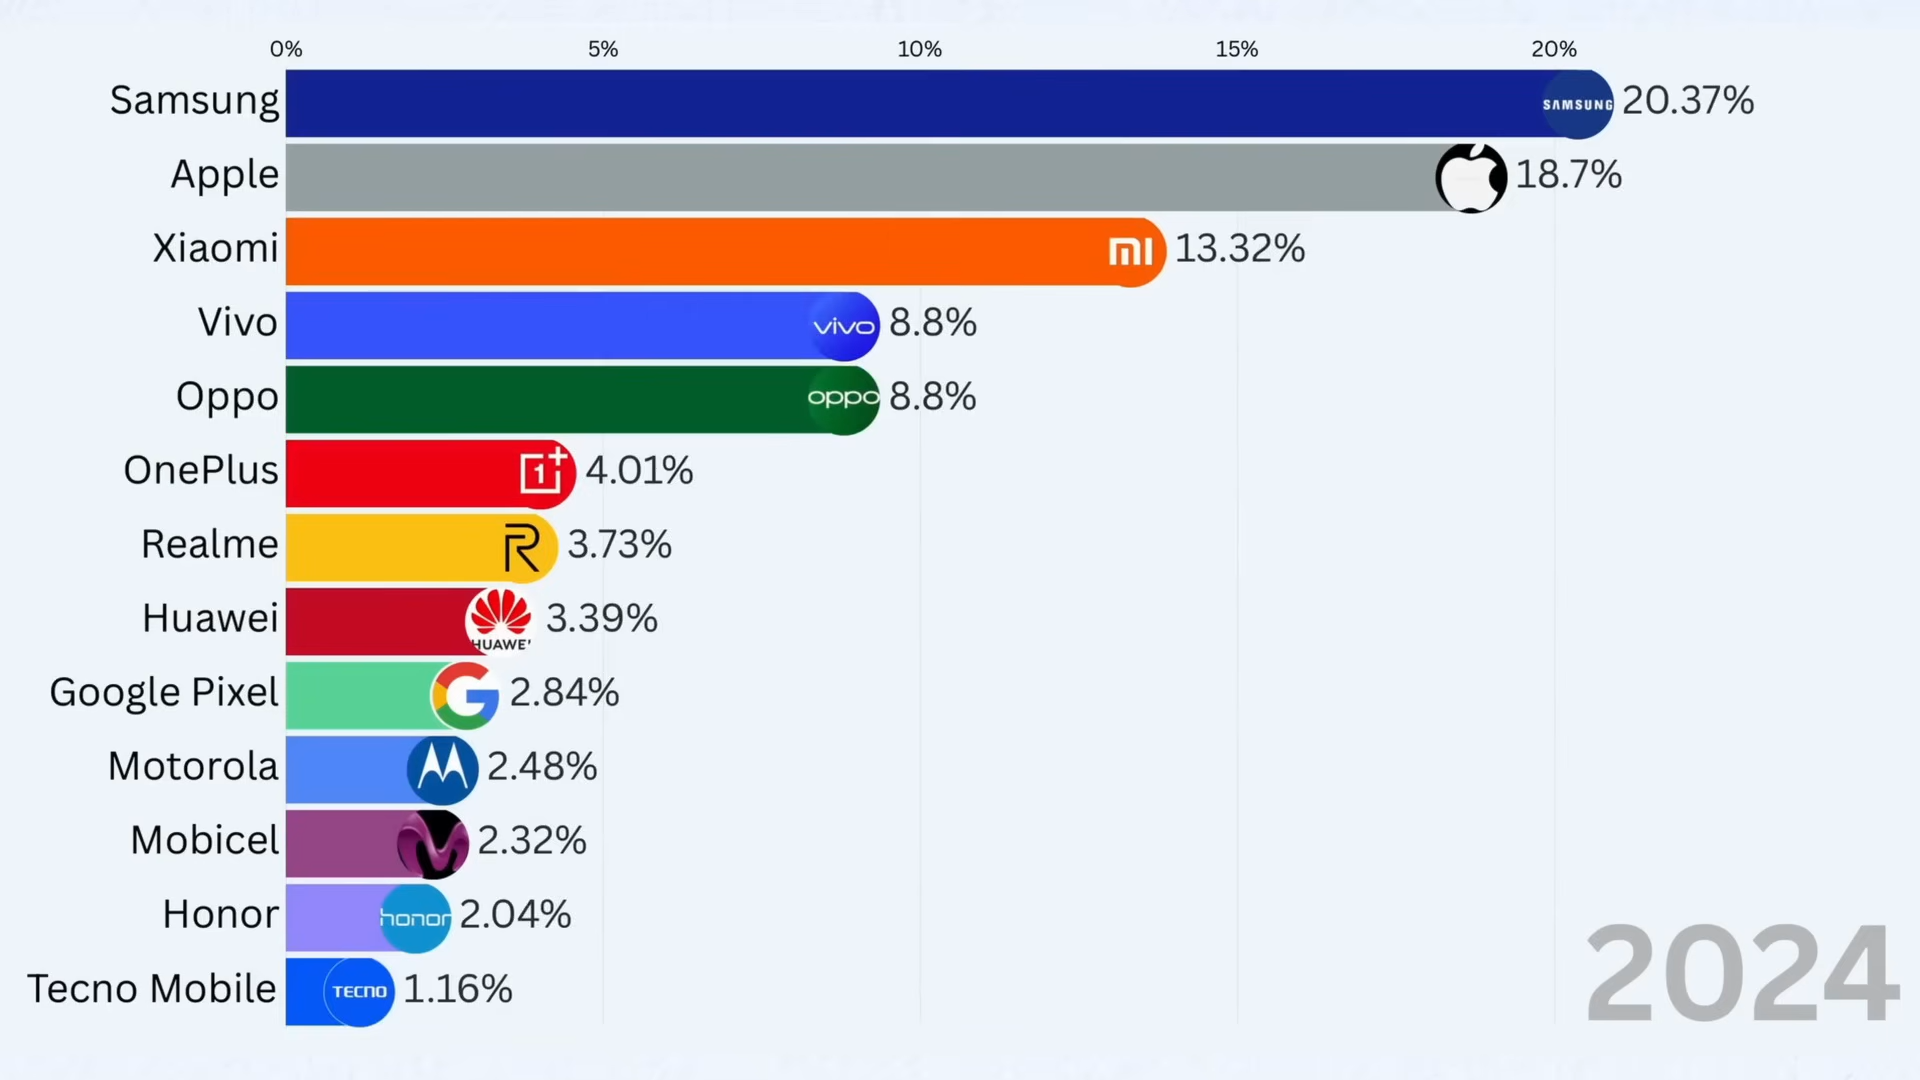 0% 5% 10% 15% 20%
Samsung SAMSUNG 20.37%
Apple 18.7%
Xiaomi mi 13.32%
Vivo vivo 8.8%
Oppo oppo 8.8%
OnePlus 1+ 4.01%
Realme R 3.73%
Huawei HUAWEI 3.39%
Google Pixel G 2.84%
Motorola 2.48%
Mobicel 2.32%
Honor honor 2.04%
Tecno Mobile TECNO 1.16%
2024